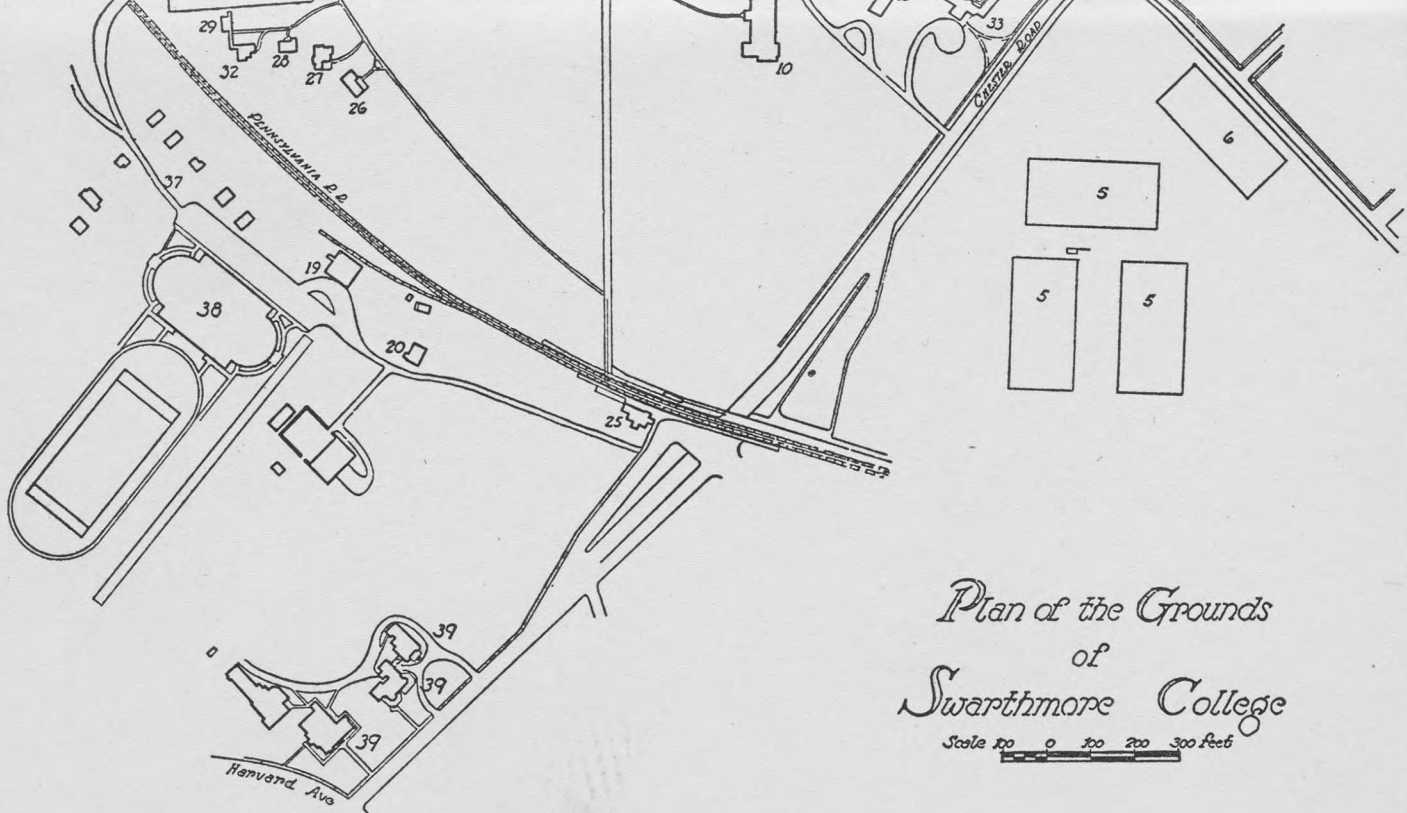 29
32
28
27
26
10
33
CHESTER ROAD
6
5
5
5
PENNSYLVANIA R.R.
37
19
38
20
25
39
39
39
Harvard Ave
Plan of the Grounds
of
Swarthmore College
Scale 100 0 100 200 300 feet